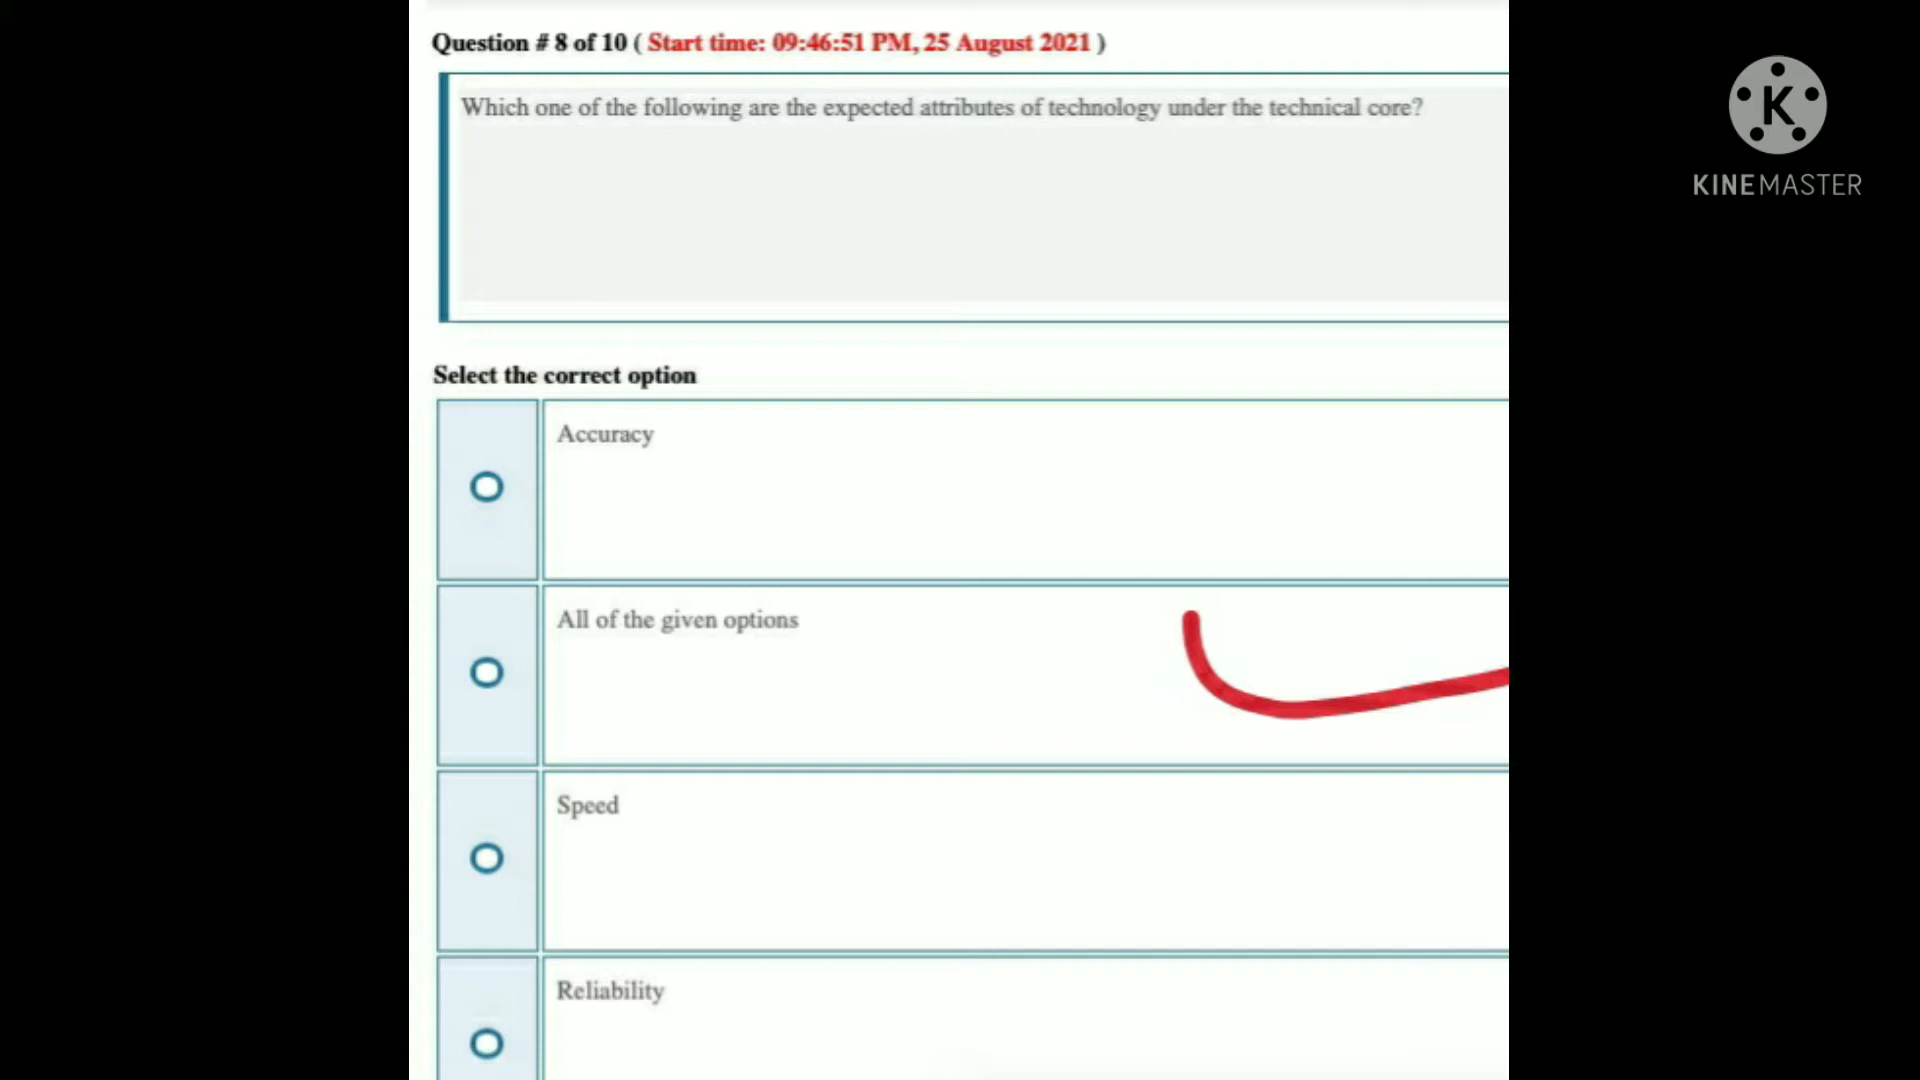 Question # 8 of 10 ( Start time: 09:46:51 PM, 25 August 2021 )
Which one of the following are the expected attributes of technology under the technical core?
Select the correct option
Accuracy
All of the given options
Speed
Reliability
K
KINEMASTER